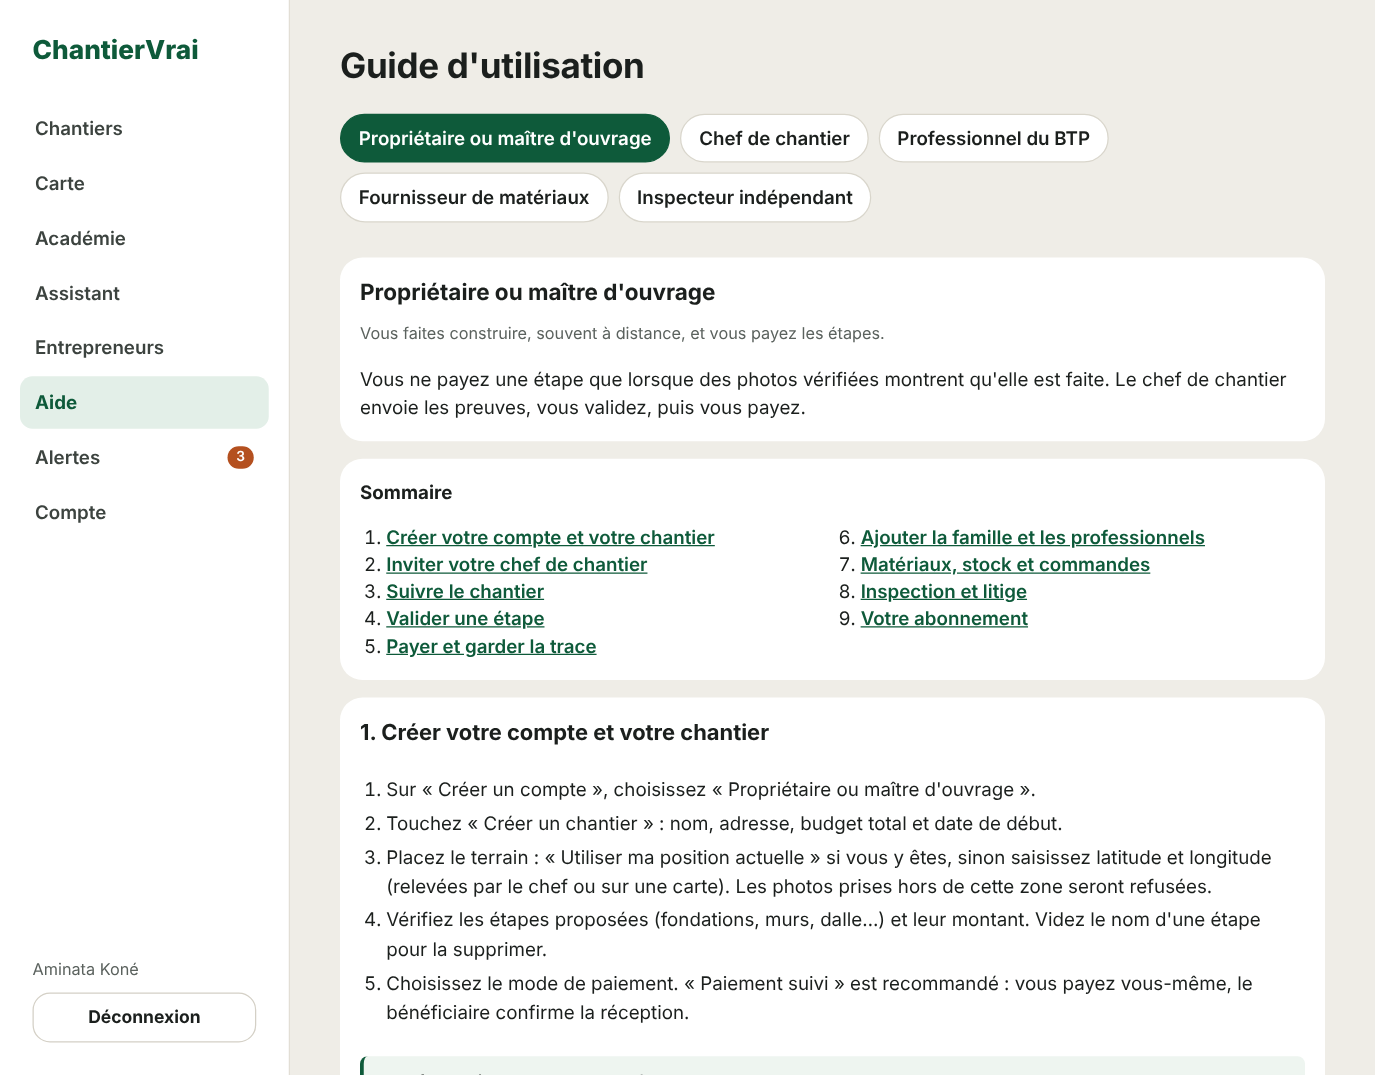 ChantierVrai
Chantiers
Carte
Académie
Assistant
Entrepreneurs
Aide
Alertes 3
Compte
Aminata Koné
Déconnexion
Guide d'utilisation
Propriétaire ou maître d'ouvrage
Chef de chantier
Professionnel du BTP
Fournisseur de matériaux
Inspecteur indépendant
Propriétaire ou maître d'ouvrage
Vous faites construire, souvent à distance, et vous payez les étapes.
Vous ne payez une étape que lorsque des photos vérifiées montrent qu'elle est faite. Le chef de chantier
envoie les preuves, vous validez, puis vous payez.
Sommaire
1. Créer votre compte et votre chantier
2. Inviter votre chef de chantier
3. Suivre le chantier
4. Valider une étape
5. Payer et garder la trace
6. Ajouter la famille et les professionnels
7. Matériaux, stock et commandes
8. Inspection et litige
9. Votre abonnement
1. Créer votre compte et votre chantier
1. Sur « Créer un compte », choisissez « Propriétaire ou maître d'ouvrage ».
2. Touchez « Créer un chantier » : nom, adresse, budget total et date de début.
3. Placez le terrain : « Utiliser ma position actuelle » si vous y êtes, sinon saisissez latitude et longitude
(relevées par le chef ou sur une carte). Les photos prises hors de cette zone seront refusées.
4. Vérifiez les étapes proposées (fondations, murs, dalle…) et leur montant. Videz le nom d'une étape
pour la supprimer.
5. Choisissez le mode de paiement. « Paiement suivi » est recommandé : vous payez vous-même, le
bénéficiaire confirme la réception.